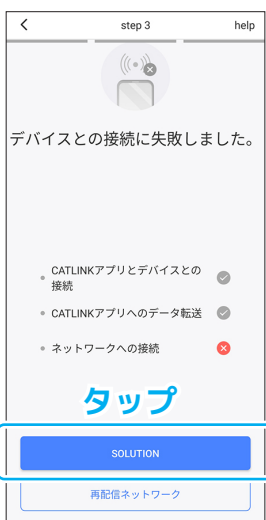 step 3
help
デバイスとの接続に失敗しました。
CATLINKアプリとデバイスとの
接続
CATLINKアプリへのデータ転送
ネットワークへの接続
タップ
SOLUTION
再配信ネットワーク